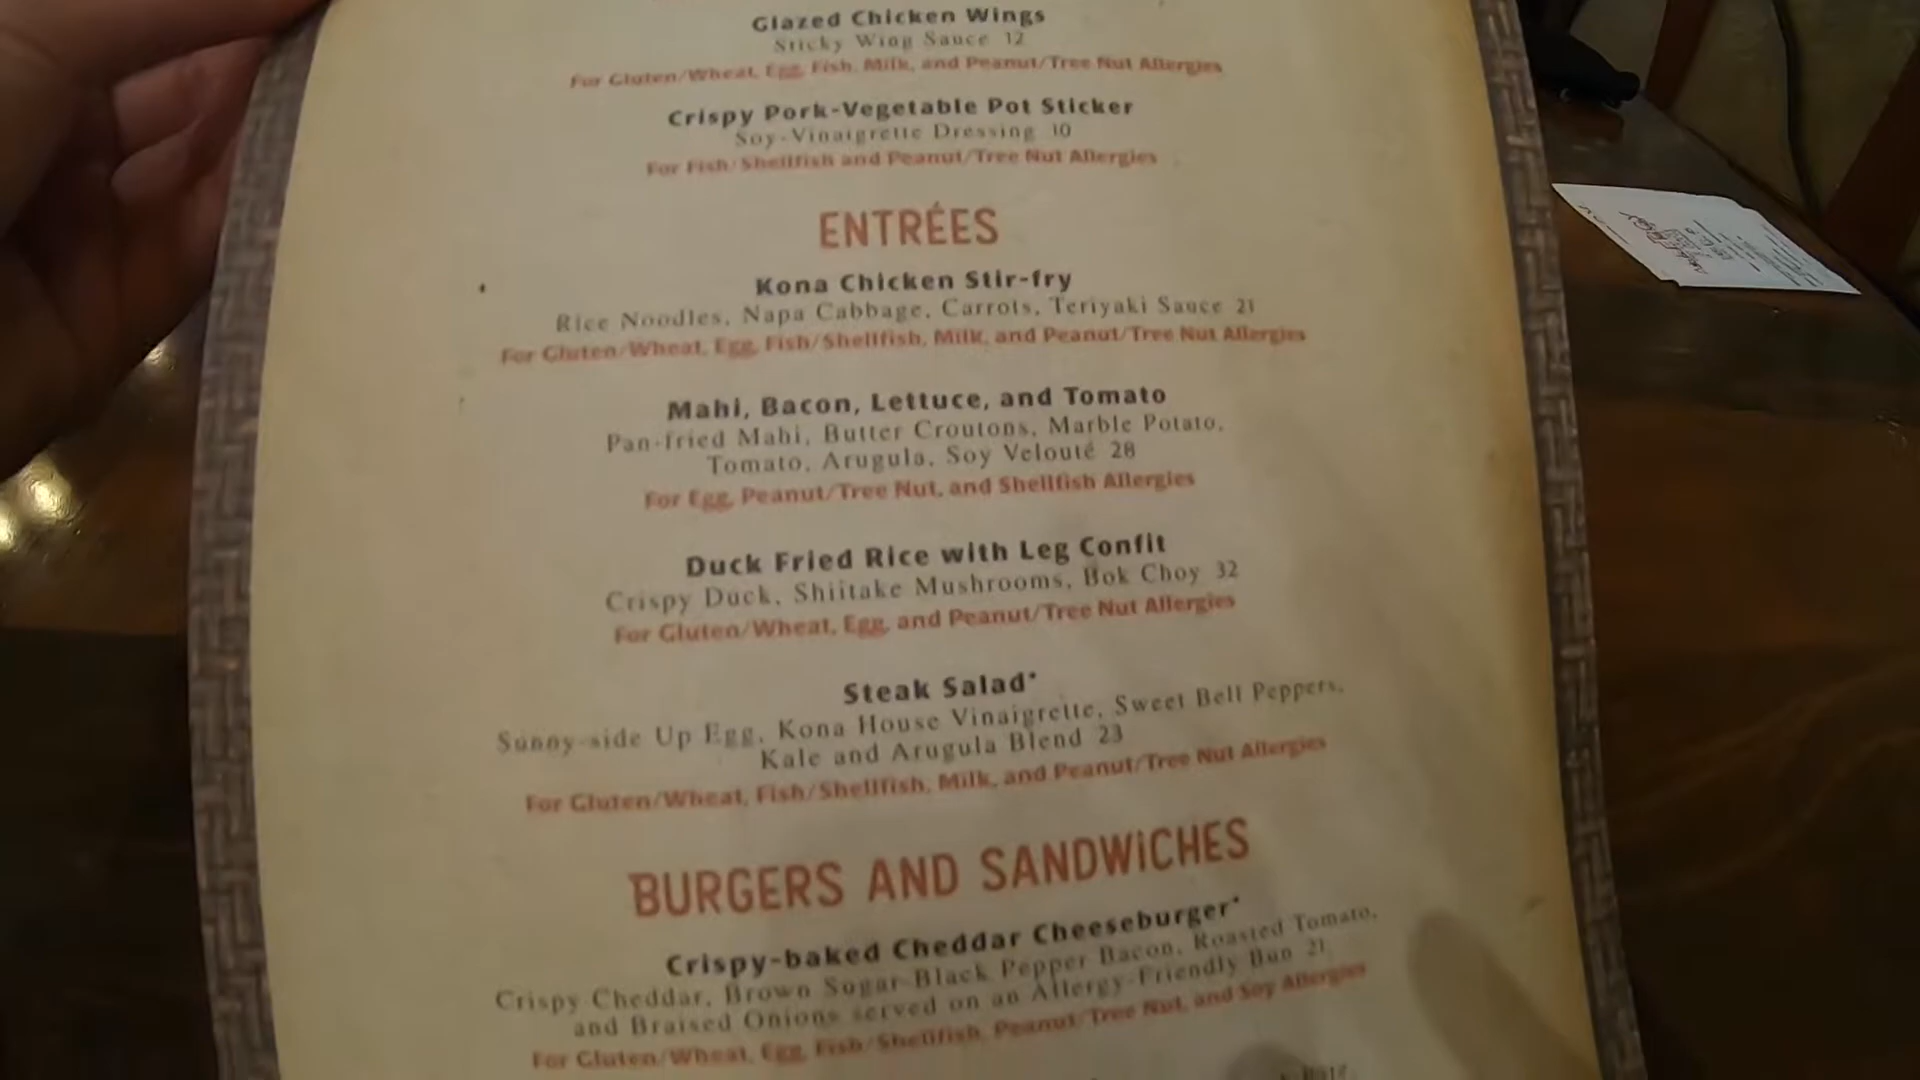 Glazed Chicken Wings
Sticky Wing Sauce 12
For Gluten/Wheat, Egg, Fish, Milk, and Peanut/Tree Nut Allergies
Crispy Pork-Vegetable Pot Sticker
Soy-Vinaigrette Dressing 10
For Fish/Shellfish and Peanut/Tree Nut Allergies
ENTRÉES
Kona Chicken Stir-fry
Rice Noodles, Napa Cabbage, Carrots, Teriyaki Sauce 21
For Gluten/Wheat, Egg, Fish/Shellfish, Milk, and Peanut/Tree Nut Allergies
Mahi, Bacon, Lettuce, and Tomato
Pan-fried Mahi, Butter Croutons, Marble Potato,
Tomato, Arugula, Soy Velouté 28
For Egg, Peanut/Tree Nut, and Shellfish Allergies
Duck Fried Rice with Leg Confit
Crispy Duck, Shiitake Mushrooms, Bok Choy 32
For Gluten/Wheat, Egg, and Peanut/Tree Nut Allergies
Steak Salad*
Sunny-side Up Egg, Kona House Vinaigrette, Sweet Bell Peppers,
Kale and Arugula Blend 23
For Gluten/Wheat, Fish/Shellfish, Milk, and Peanut/Tree Nut Allergies
BURGERS AND SANDWiCHES
Crispy-baked Cheddar Cheeseburger*
Crispy Cheddar, Brown Sugar-Black Pepper Bacon, Roasted Tomato,
and Braised Onions served on an Allergy-Friendly Bun 21
For Gluten/Wheat, Egg, Fish/Shellfish, Peanut/Tree Nut, and Soy Allergies